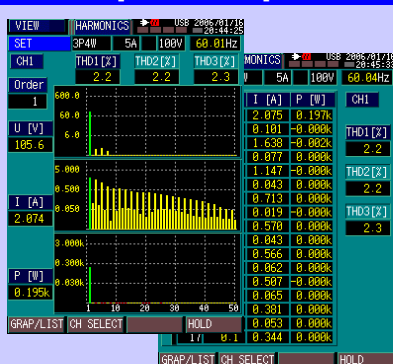 VIEW HARMONICS USB 2006/01/16
20:44:25
SET 3P4W 5A 100V 60.01Hz
CH1 THD1[%] THD2[%] THD3[%]
2.2 2.2 2.3
Order
1
U [V]
105.6
600.0
60.0
6.0
I [A]
2.074
5.000
0.500
0.050
P [W]
0.195k
3.000k
0.300k
0.030k
1 10 20 30 40 50
GRAP/LIST CH SELECT HOLD
MONICS USB 2006/01/16
20:45:33
5A 100V 60.04Hz
I [A] P [W] CH1
2.075 0.197k
0.101 -0.000k
1.638 -0.002k
0.077 0.000k
1.147 -0.000k
0.043 0.000k
0.713 0.000k
0.019 -0.000k
0.570 0.000k
0.043 0.000k
0.566 0.000k
0.062 0.000k
0.507 -0.000k
0.065 0.000k
0.381 0.000k
0.053 0.000k
17 0.1 0.344 0.000k
THD1[%]
2.2
THD2[%]
2.2
THD3[%]
2.3
GRAP/LIST CH SELECT HOLD